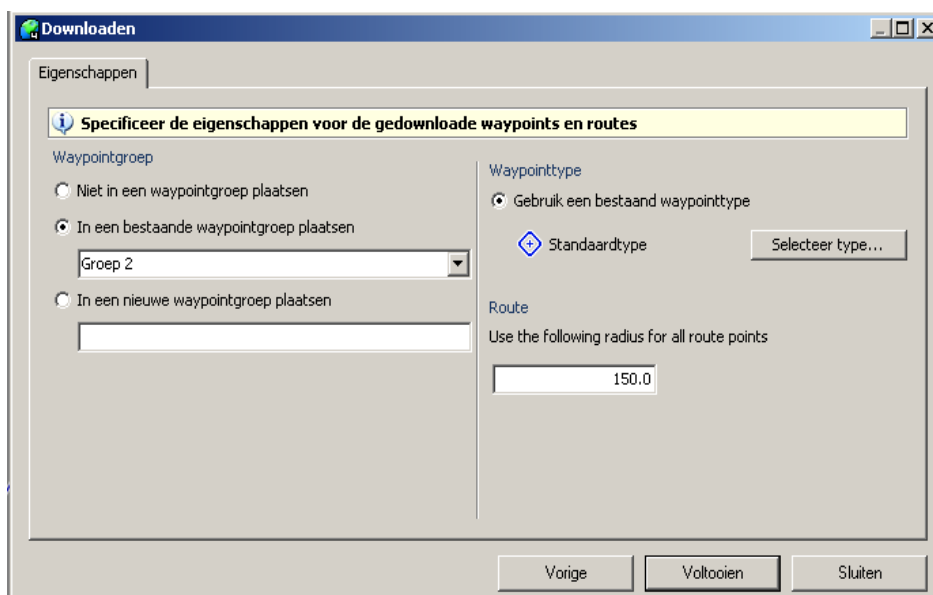 Downloaden
Eigenschappen
Specificeer de eigenschappen voor de gedownloade waypoints en routes
Waypointgroep
Niet in een waypointgroep plaatsen
In een bestaande waypointgroep plaatsen
Groep 2
In een nieuwe waypointgroep plaatsen
Waypointtype
Gebruik een bestaand waypointtype
Standaardtype
Selecteer type...
Route
Use the following radius for all route points
150.0
Vorige
Voltooien
Sluiten